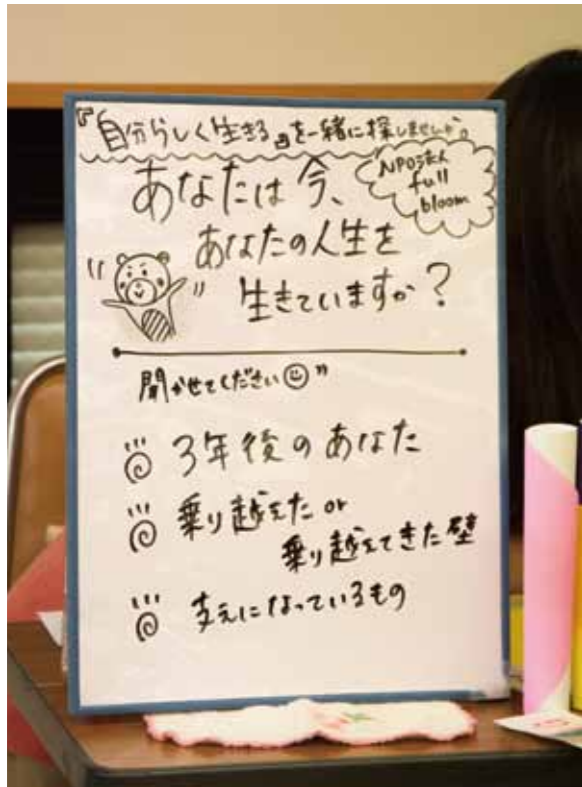 『自分らしく生きる』を一緒に探しませんか。
NPO法人
full
bloom
あなたは今、
あなたの人生を
生きていますか?
聞かせてください
3年後のあなた
乗り越えた or
乗り越えてきた壁
支えになっているもの